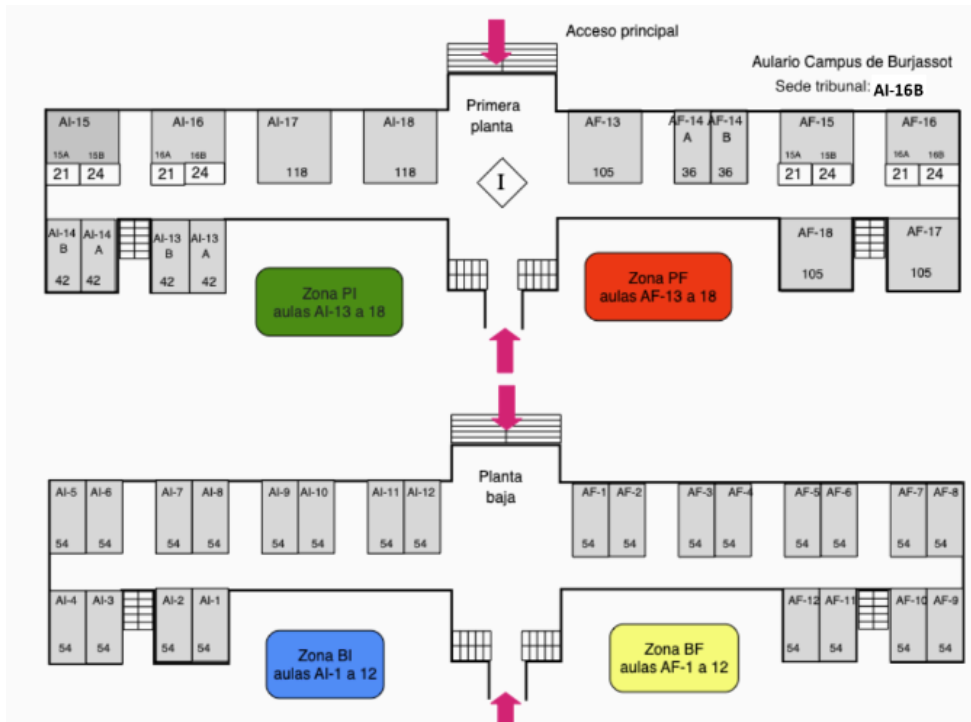 Acceso principal
Aulario Campus de Burjassot
Sede tribunal: AI-16B
Primera
planta
I
AI-15
15A 15B
21 24
AI-16
16A 16B
21 24
AI-17
118
AI-18
118
AF-13
105
AF-14
A
36
AF-14
B
36
AF-15
15A 15B
21 24
AF-16
16A 16B
21 24
AI-14
B
42
AI-14
A
42
AI-13
B
42
AI-13
A
42
AF-18
105
AF-17
105
Zona PI
aulas AI-13 a 18
Zona PF
aulas AF-13 a 18
Planta
baja
AI-5
54
AI-6
54
AI-7
54
AI-8
54
AI-9
54
AI-10
54
AI-11
54
AI-12
54
AF-1
54
AF-2
54
AF-3
54
AF-4
54
AF-5
54
AF-6
54
AF-7
54
AF-8
54
AI-4
54
AI-3
54
AI-2
54
AI-1
54
AF-12
54
AF-11
54
AF-10
54
AF-9
54
Zona BI
aulas AI-1 a 12
Zona BF
aulas AF-1 a 12